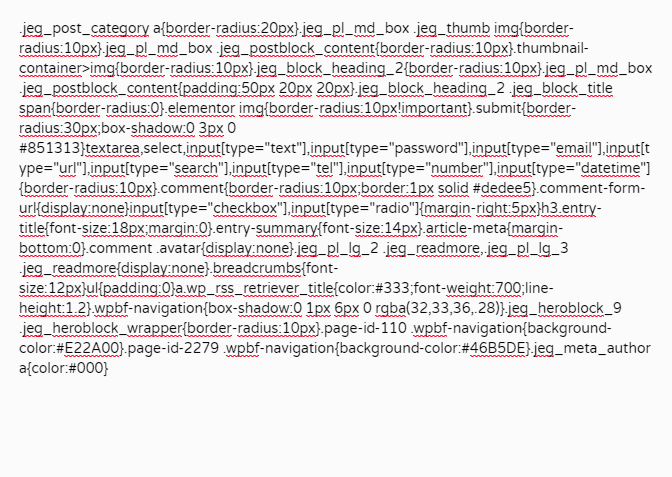 .jeg_post_category a{border-radius:20px}.jeg_pl_md_box .jeg_thumb img{border-
radius:10px}.jeg_pl_md_box .jeg_postblock_content{border-radius:10px}.thumbnail-
container>img{border-radius:10px}.jeg_block_heading_2{border-radius:10px}.jeg_pl_md_box
.jeg_postblock_content{padding:50px 20px 20px}.jeg_block_heading_2 .jeg_block_title
span{border-radius:0}.elementor img{border-radius:10px!important}.submit{border-
radius:30px;box-shadow:0 3px 0
#851313}textarea,select,input[type="text"],input[type="password"],input[type="email"],input[t
ype="url"],input[type="search"],input[type="tel"],input[type="number"],input[type="datetime"]
{border-radius:10px}.comment{border-radius:10px;border:1px solid #dedee5}.comment-form-
url{display:none}input[type="checkbox"],input[type="radio"]{margin-right:5px}h3.entry-
title{font-size:18px;margin:0}.entry-summary{font-size:14px}.article-meta{margin-
bottom:0}.comment .avatar{display:none}.jeg_pl_lg_2 .jeg_readmore,.jeg_pl_lg_3
.jeg_readmore{display:none}.breadcrumbs{font-
size:12px}ul{padding:0}a.wp_rss_retriever_title{color:#333;font-weight:700;line-
height:1.2}.wpbf-navigation{box-shadow:0 1px 6px 0 rgba(32,33,36,.28)}.jeg_heroblock_9
.jeg_heroblock_wrapper{border-radius:10px}.page-id-110 .wpbf-navigation{background-
color:#E22A00}.page-id-2279 .wpbf-navigation{background-color:#46B5DE}.jeg_meta_author
a{color:#000}